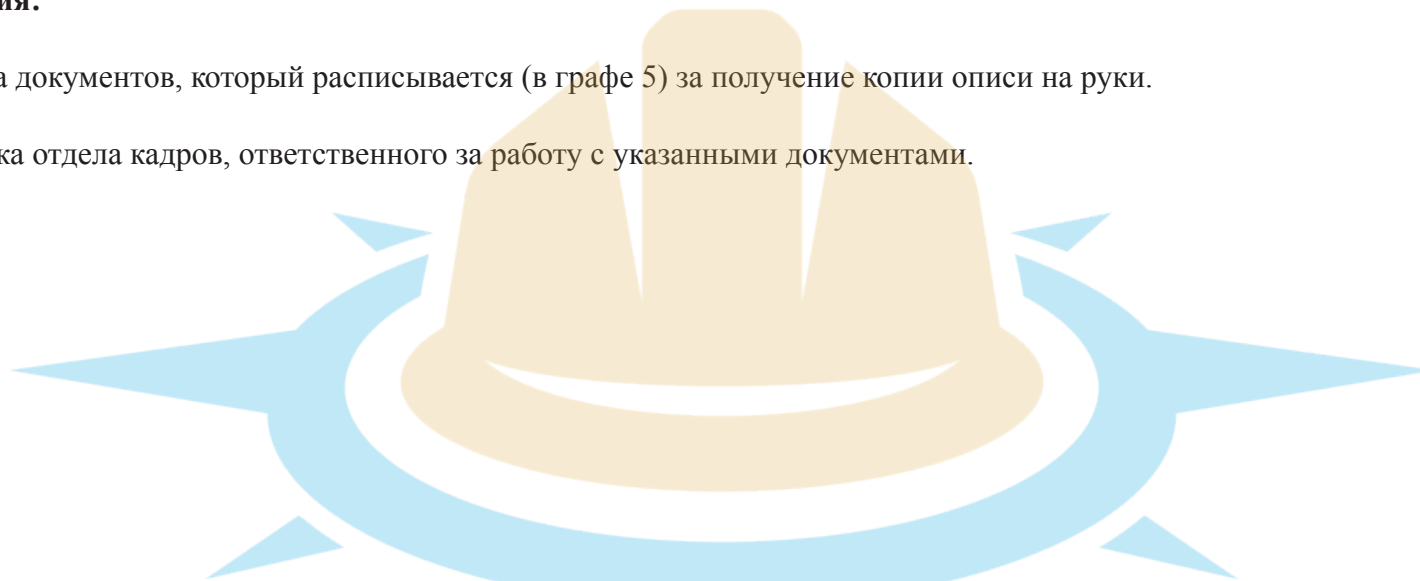 ия:
а документов, который расписывается (в графе 5) за получение копии описи на руки.
ка отдела кадров, ответственного за работу с указанными документами.